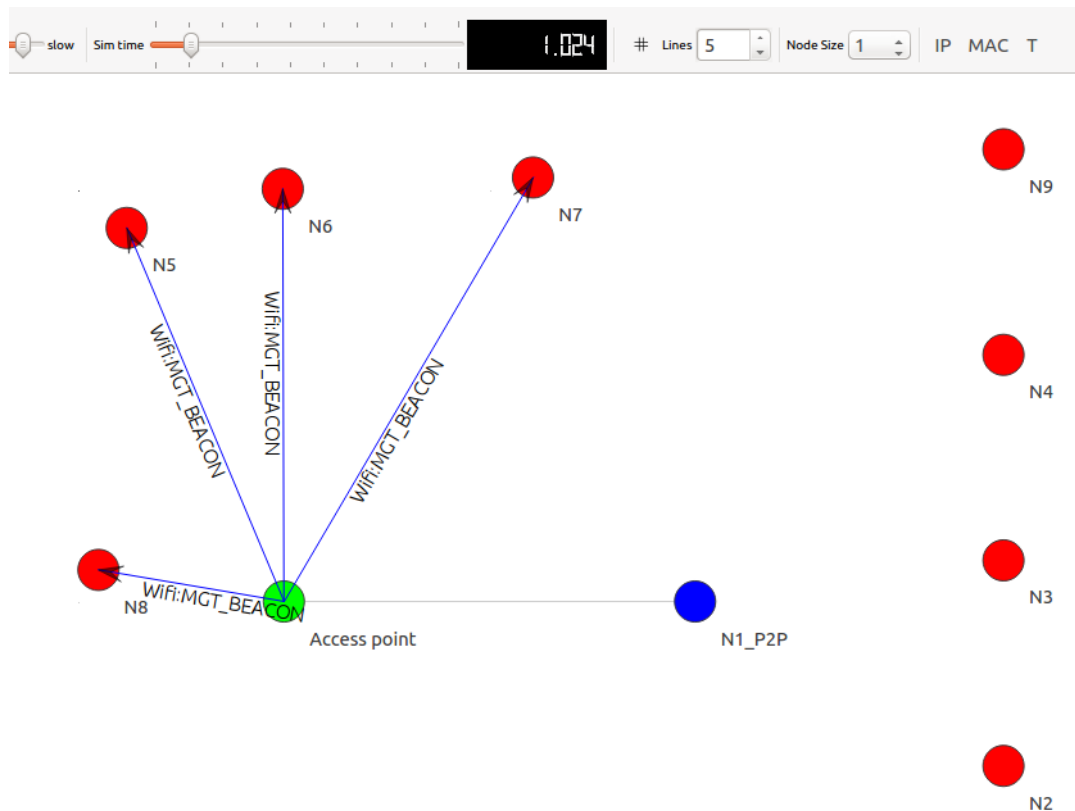 slow Sim time 1.024 # Lines 5 Node Size 1 IP MAC T
N9
N6
N7
N5
Wifi:MGT_BEACON
Wifi:MGT_BEACON
Wifi:MGT_BEACON
N4
Wifi:MGT_BEACON
N8
N3
Access point
N1_P2P
N2